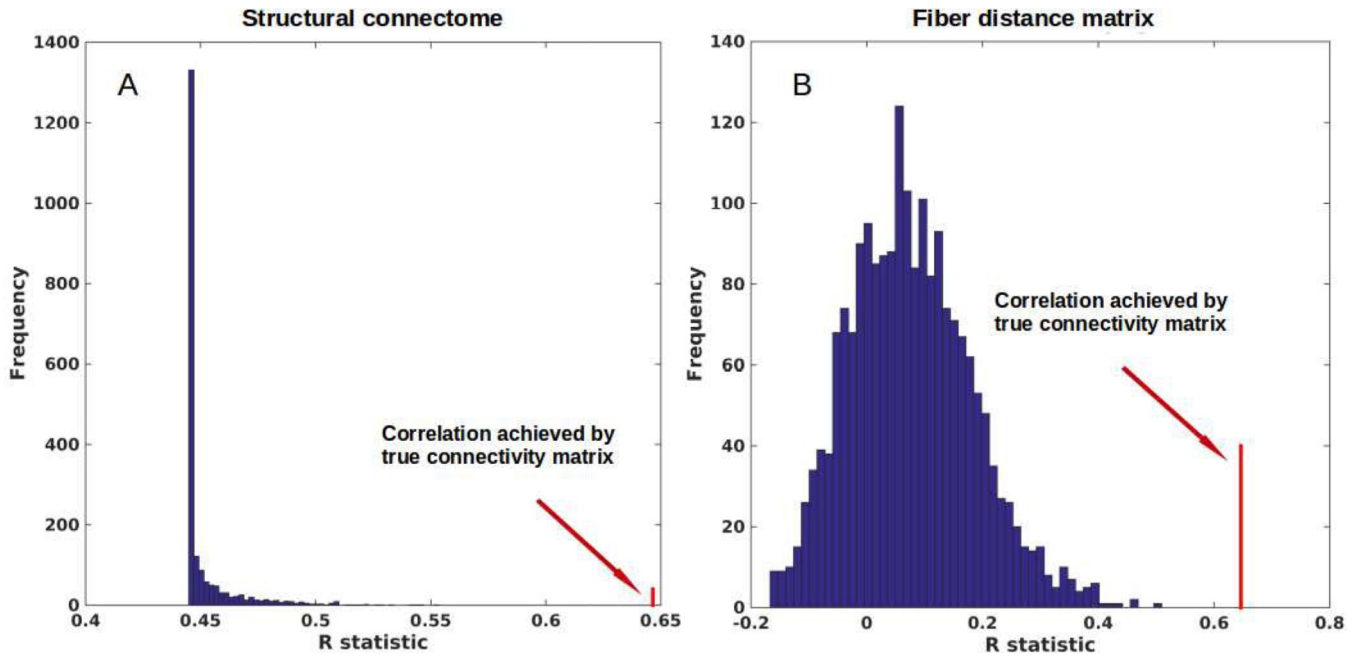 Structural connectome
A
1400
1200
1000
800
600
400
200
0
Frequency
Correlation achieved by
true connectivity matrix
0.4
0.45
0.5
0.55
0.6
0.65
R statistic
Fiber distance matrix
B
140
120
100
80
60
40
20
0
Frequency
Correlation achieved by
true connectivity matrix
-0.2
0
0.2
0.4
0.6
0.8
R statistic